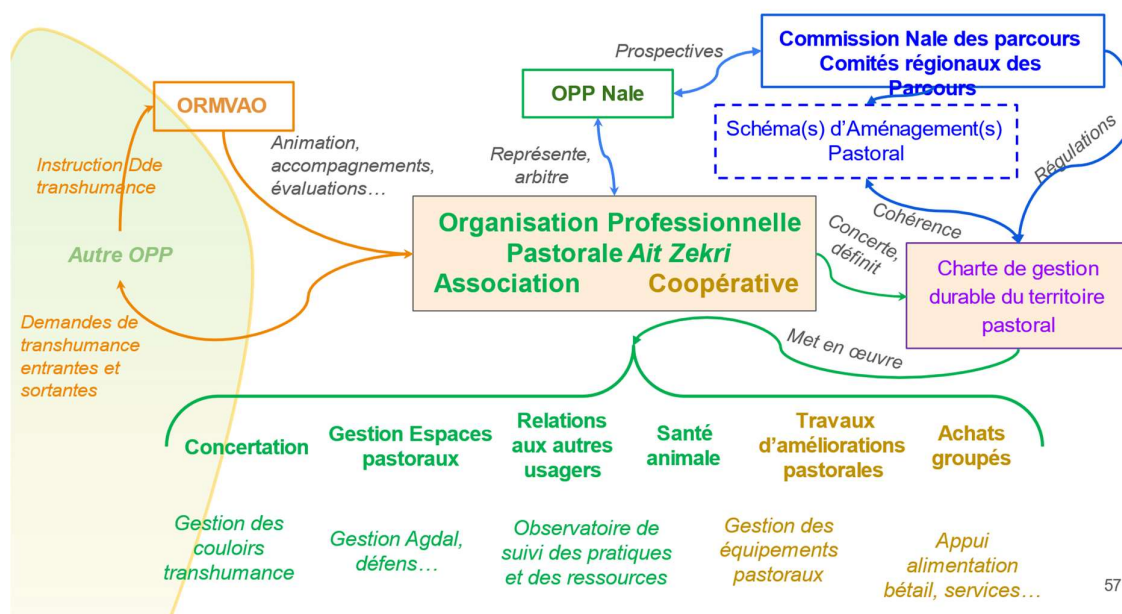 Commission Nale des parcours
Comités régionaux des
Parcours
Prospectives
OPP Nale
ORMVAO
Schéma(s) d'Aménagement(s)
Pastoral
Régulations
Animation,
accompagnements,
évaluations…
Représente,
arbitre
Instruction Dde
transhumance
Cohérence
Organisation Professionnelle
Pastorale Ait Zekri
Association Coopérative
Concerte,
définit
Autre OPP
Charte de gestion
durable du territoire
pastoral
Demandes de
transhumance
entrantes et
sortantes
Met en œuvre
Concertation
Gestion Espaces
pastoraux
Relations
aux autres
usagers
Santé
animale
Travaux
d'améliorations
pastorales
Achats
groupés
Gestion des
couloirs
transhumance
Gestion Agdal,
défens…
Observatoire de
suivi des pratiques
et des ressources
Gestion des
équipements
pastoraux
Appui
alimentation
bétail, services…
57